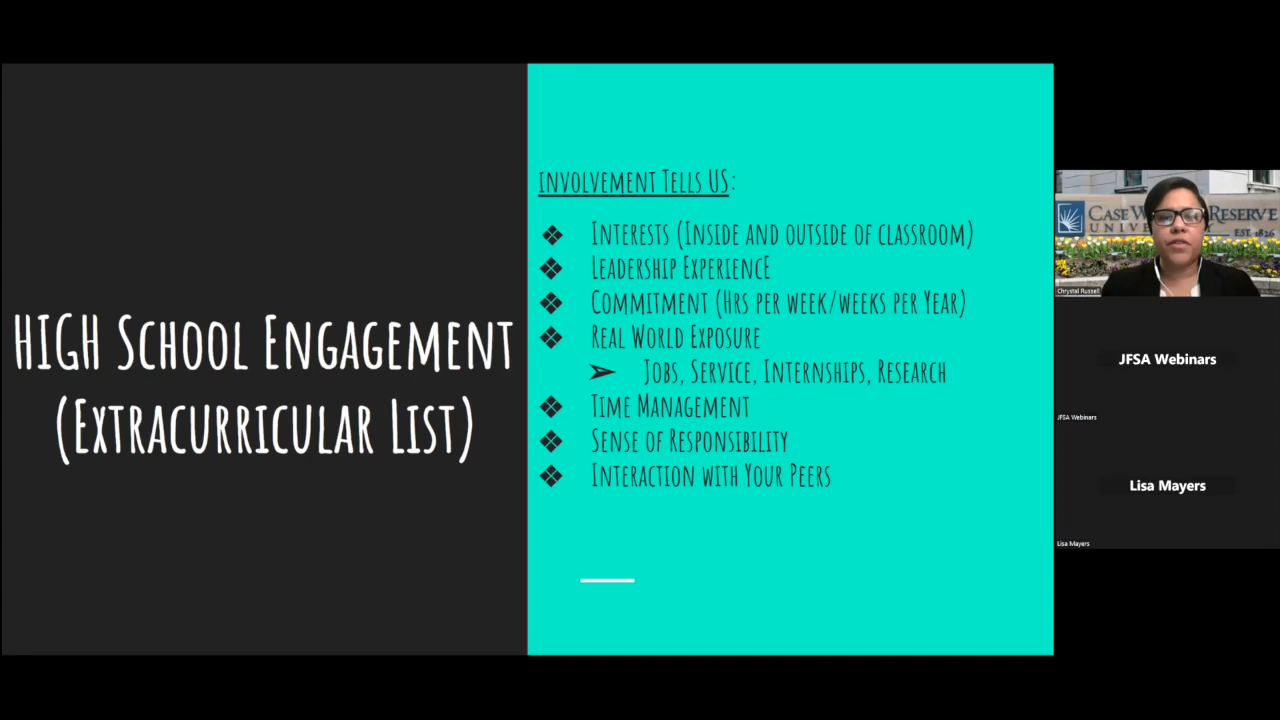 HIGH School Engagement
(Extracurricular List)
involvement Tells US:
❖ Interests (Inside and outside of classroom)
❖ Leadership Experience
❖ Commitment (Hrs per week/weeks per Year)
❖ Real World Exposure
➢ Jobs, Service, Internships, Research
❖ Time Management
❖ Sense of Responsibility
❖ Interaction with Your Peers
Case W Reserve
UNIVE
EST. 1826
Chrystal Russell
JFSA Webinars
JFSA Webinars
Lisa Mayers
Lisa Mayers